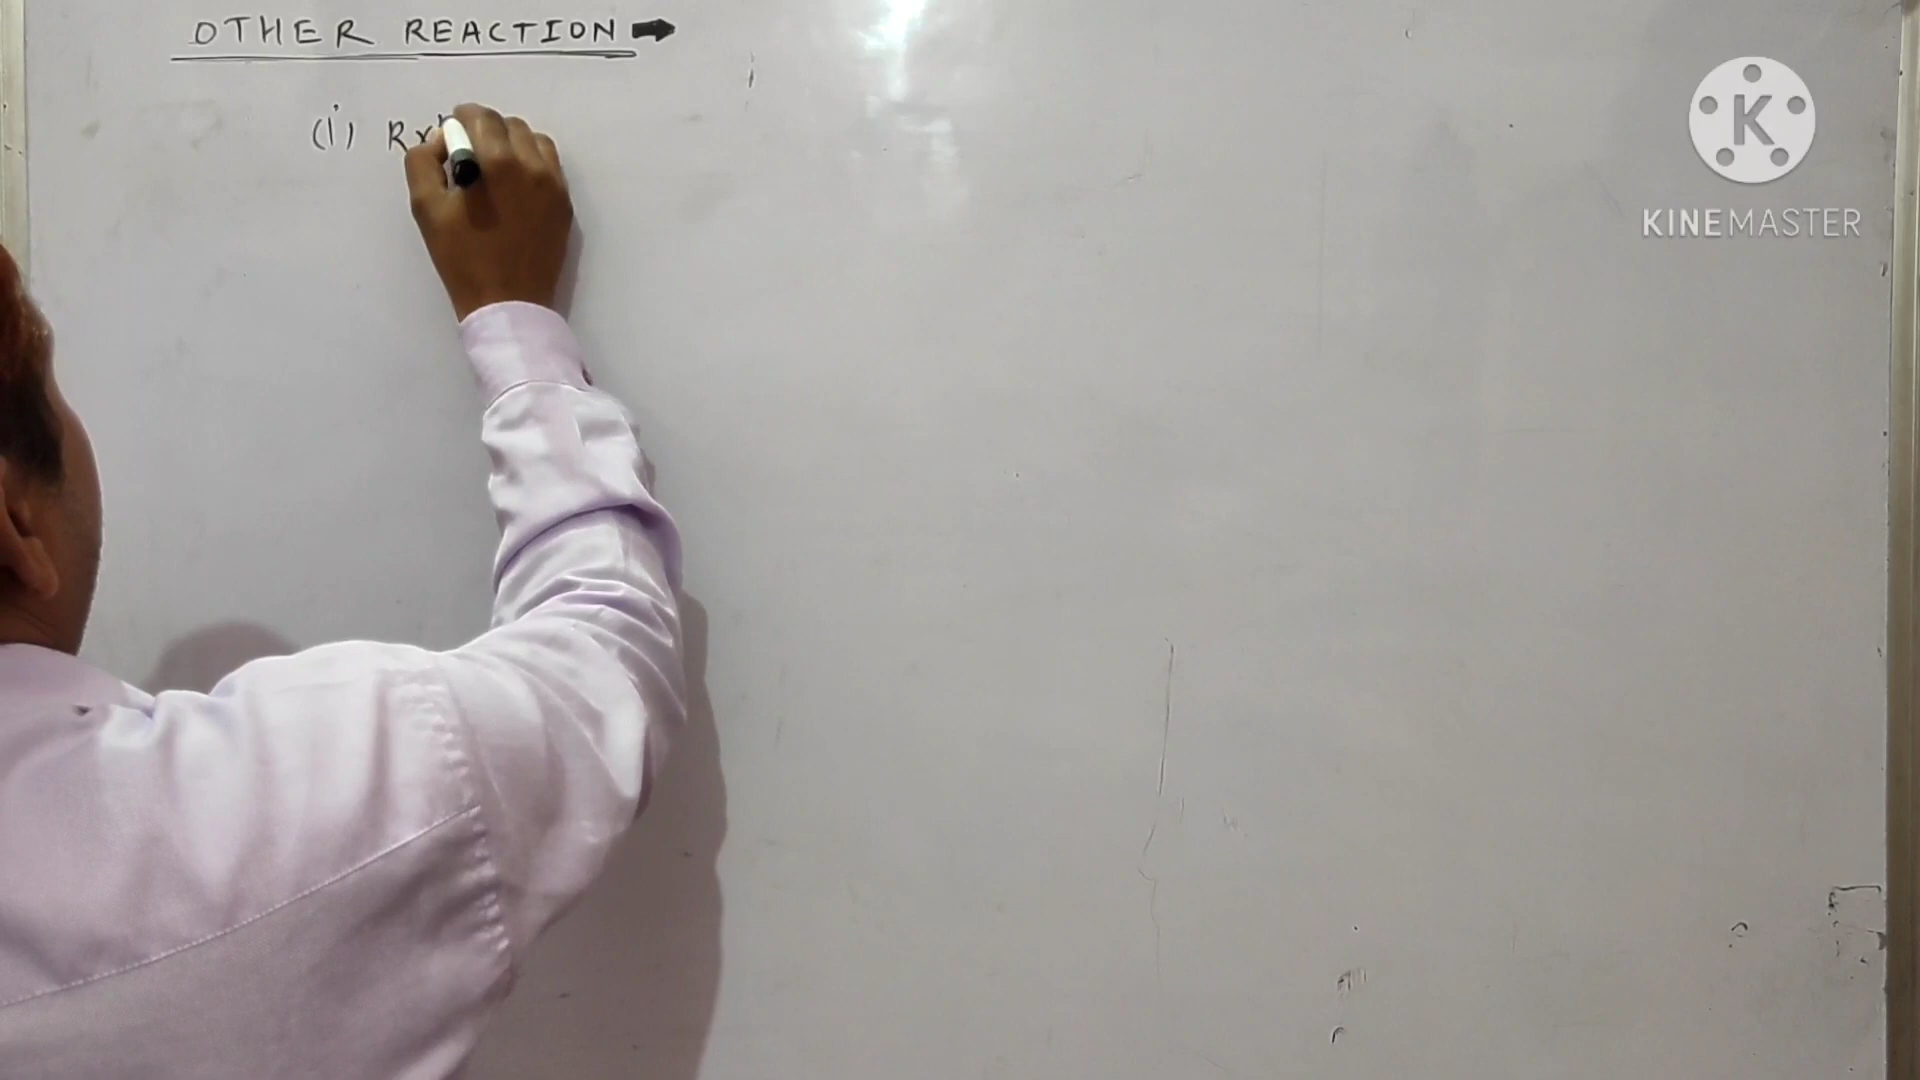 OTHER REACTION ➡
(i) Rx
K
KINEMASTER